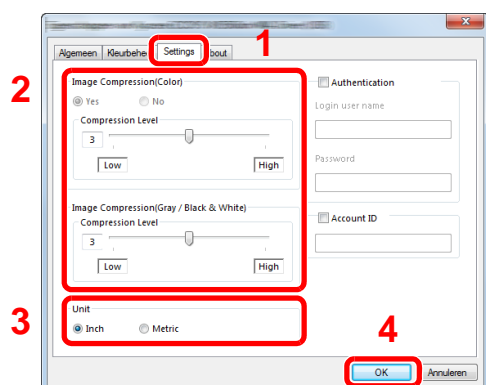 1
Algemeen Settings
2
Image Compression(Color)
Yes No
Compression Level
3
Low High
Image Compression(Gray / Black & White)
Compression Level
3
Low High
Authentication
Login user name
Password
Account ID
3
Unit
Inch Metric
4
OK Annuleren